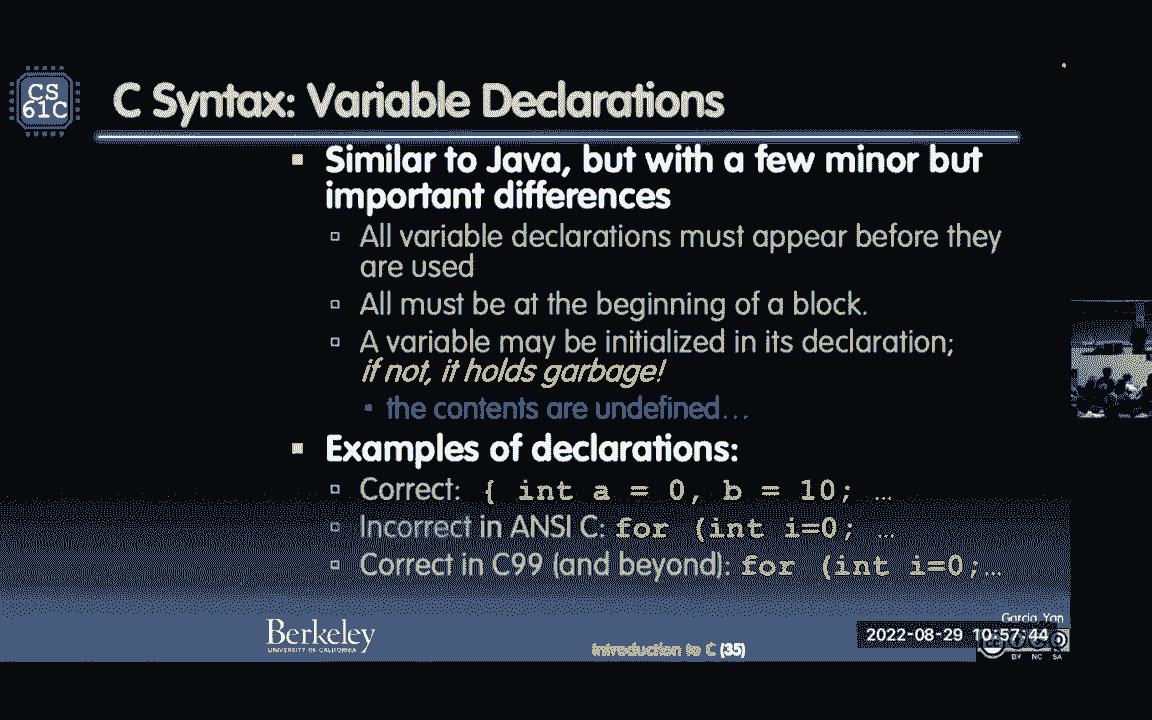 CS
61C
C Syntax: Variable Declarations
Similar to Java, but with a few minor but
important differences
All variable declarations must appear before they
are used
All must be at the beginning of a block.
A variable may be initialized in its declaration;
if not, it holds garbage!
the contents are undefined…
Examples of declarations:
Correct: { int a = 0, b = 10; …
Incorrect in ANSI C: for (int i=0; …
Correct in C99 (and beyond): for (int i=0;…
Garcia, Yan
2022-08-29 10:57:44
Berkeley
UNIVERSITY OF CALIFORNIA
Introduction to C (35)
BY NC SA